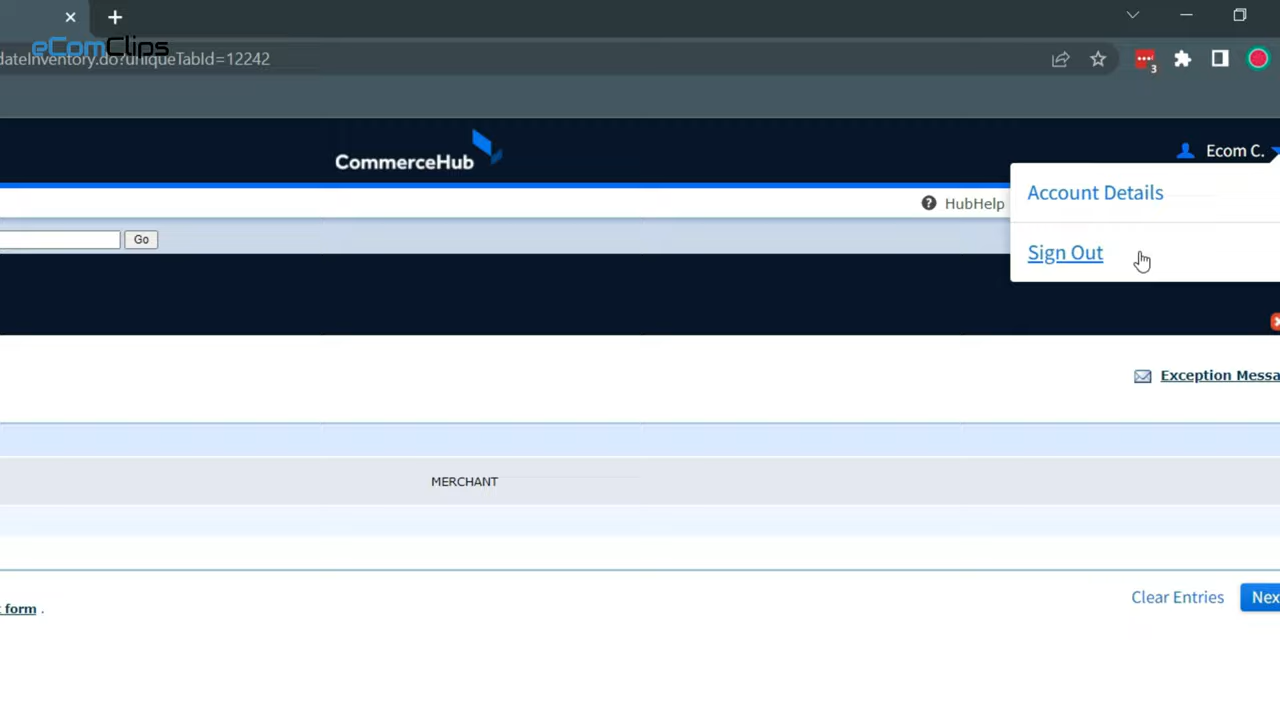 eComClips
dateInventory.do?uniqueTabId=12242
3
CommerceHub
Ecom C.
Account Details
HubHelp
Go
Sign Out
Exception Messa
MERCHANT
Clear Entries
Nex
form .